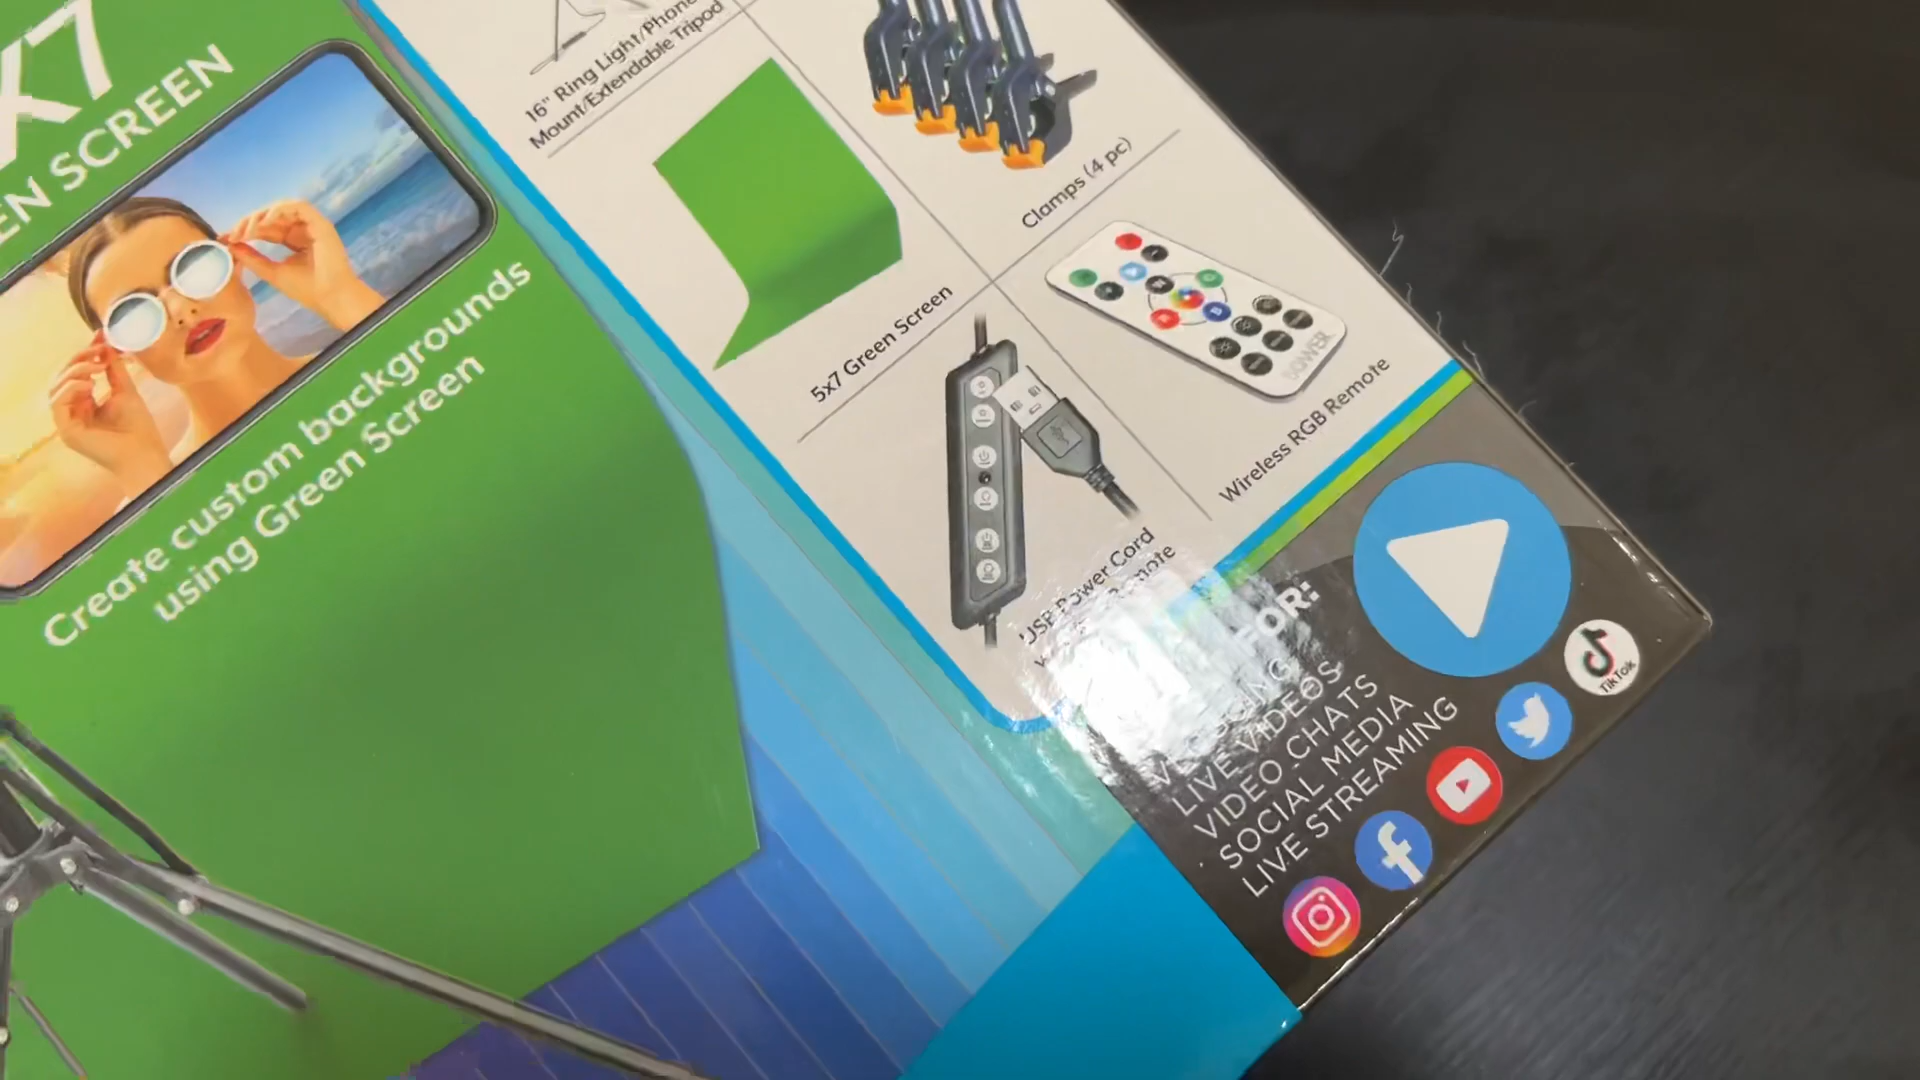 X7
EEN SCREEN
Create custom backgrounds
using Green Screen
16" Ring Light/Phone
Mount/Extendable Tripod
Clamps (4 pc)
5x7 Green Screen
Wireless RGB Remote
USB Power Cord
FOR:
LIVE VIDEOS
VIDEO CHATS
SOCIAL MEDIA
LIVE STREAMING
TikTok